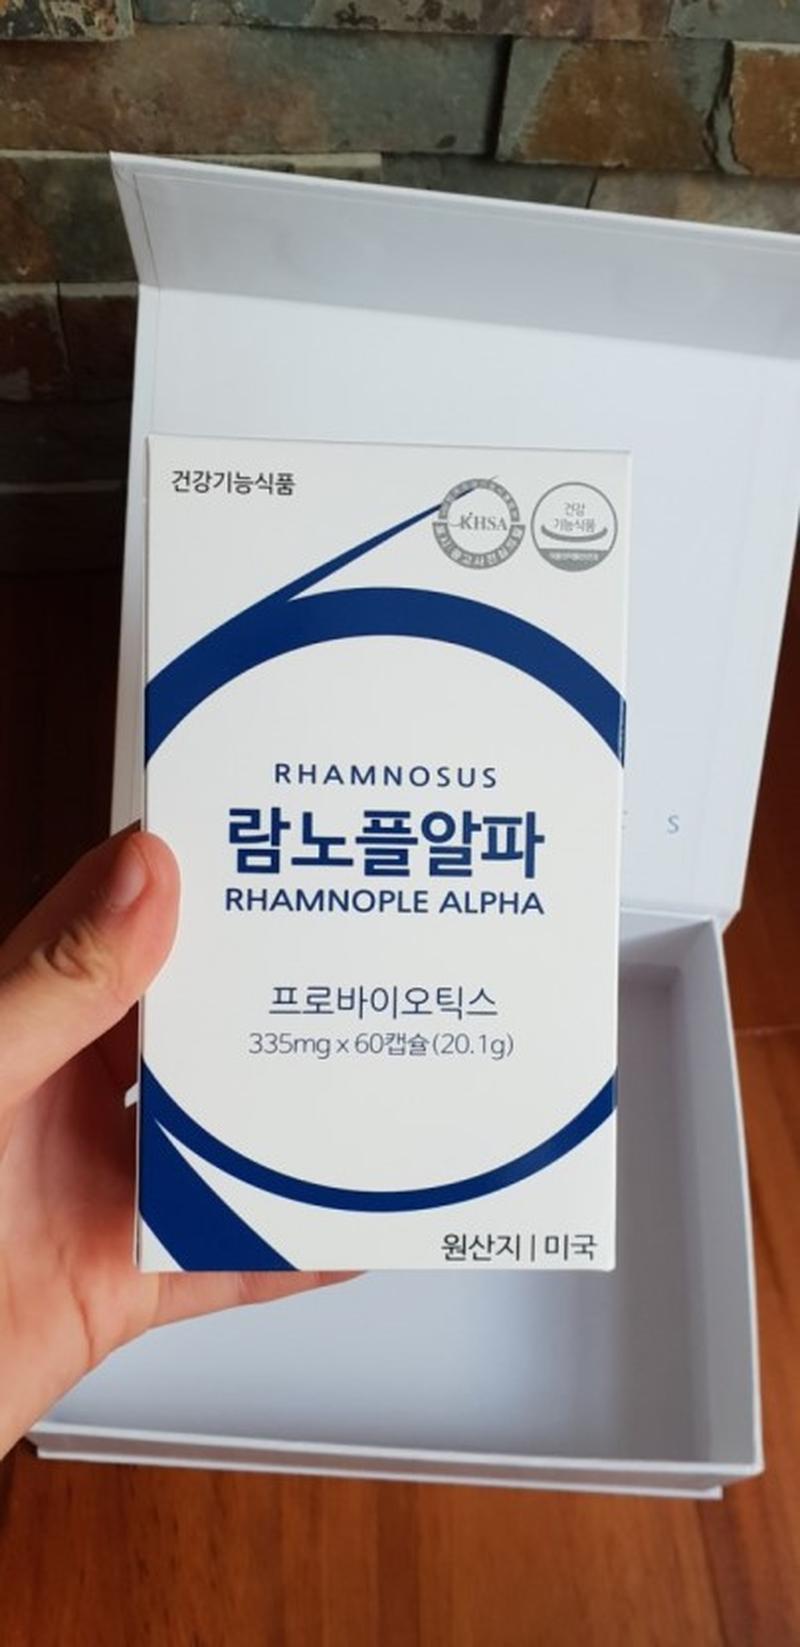 건강기능식품
KHSA
건강
기능식품
RHAMNOSUS
람노플알파
RHAMNOPLE ALPHA
프로바이오틱스
335mg x 60캡슐(20.1g)
원산지 | 미국
S